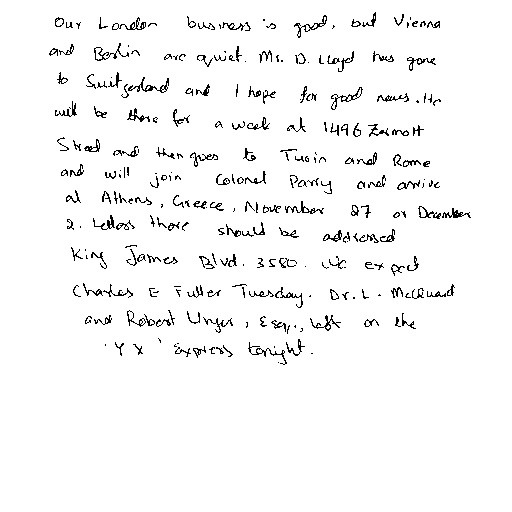 Our London business is good, but Vienna
and Berlin are quiet. Mr. D. Lloyd has gone
to Switzerland and I hope for good news. He
will be there for a week at 1496 Zermott
Street and then goes to Turin and Rome
and will join Colonel Parry and arrive
at Athens, Greece, November 27 or December
2. Letters there should be addressed
King James Blvd. 3580. We expect
Charles E Fuller Tuesday. Dr. L. McQuaid
and Robert Unger, Esq., left on the
'Y X' Express tonight.